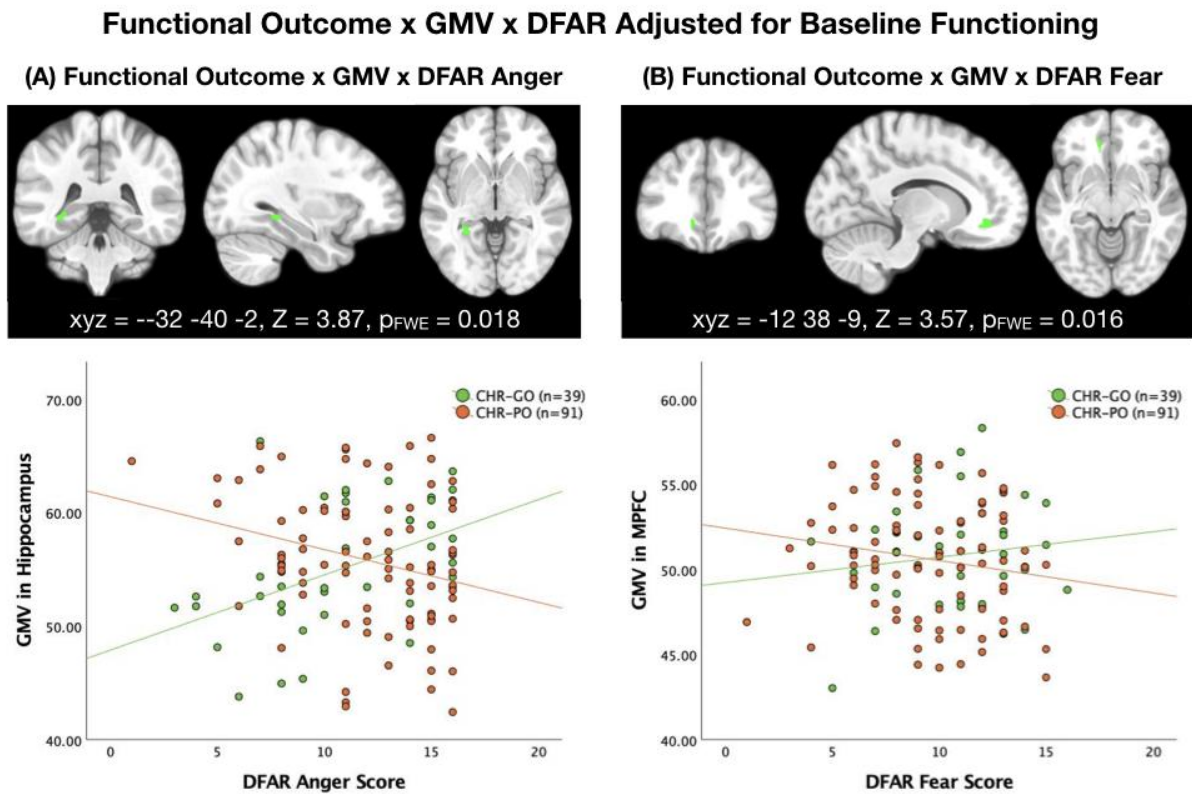 Functional Outcome x GMV x DFAR Adjusted for Baseline Functioning
(A) Functional Outcome x GMV x DFAR Anger
xyz = --32 -40 -2, Z = 3.87, pFWE = 0.018
GMV in Hippocampus
70.00
60.00
50.00
40.00
CHR-GO (n=39)
CHR-PO (n=91)
0 5 10 15 20
DFAR Anger Score
(B) Functional Outcome x GMV x DFAR Fear
xyz = -12 38 -9, Z = 3.57, pFWE = 0.016
GMV in MPFC
60.00
55.00
50.00
45.00
40.00
CHR-GO (n=39)
CHR-PO (n=91)
0 5 10 15 20
DFAR Fear Score